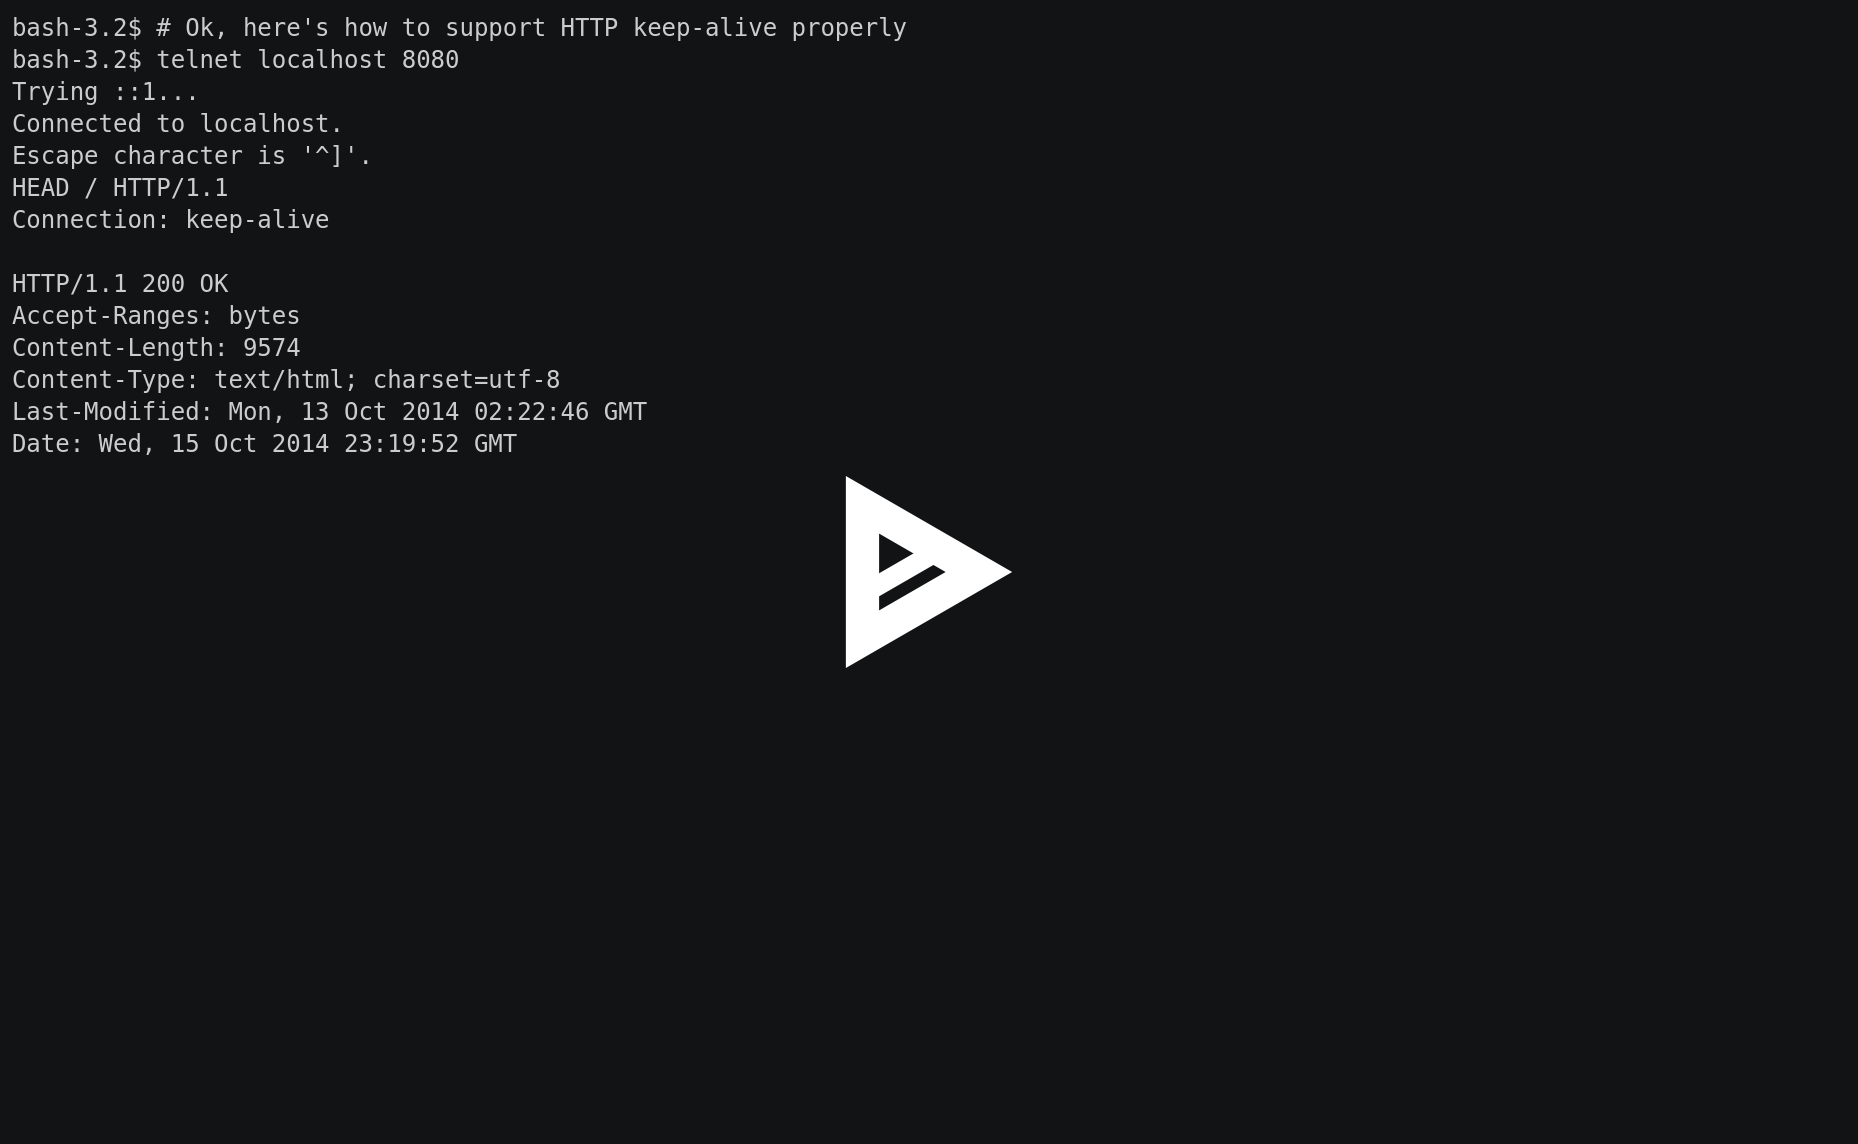 bash-3.2$ # Ok, here's how to support HTTP keep-alive properly
bash-3.2$ telnet localhost 8080
Trying ::1...
Connected to localhost.
Escape character is '^]'.
HEAD / HTTP/1.1
Connection: keep-alive

HTTP/1.1 200 OK
Accept-Ranges: bytes
Content-Length: 9574
Content-Type: text/html; charset=utf-8
Last-Modified: Mon, 13 Oct 2014 02:22:46 GMT
Date: Wed, 15 Oct 2014 23:19:52 GMT